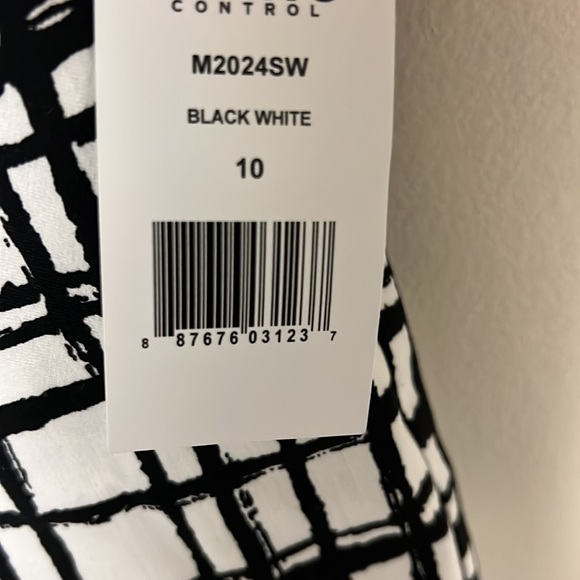 CONTROL
M2024SW
BLACK WHITE
10
8 87676 03123 7